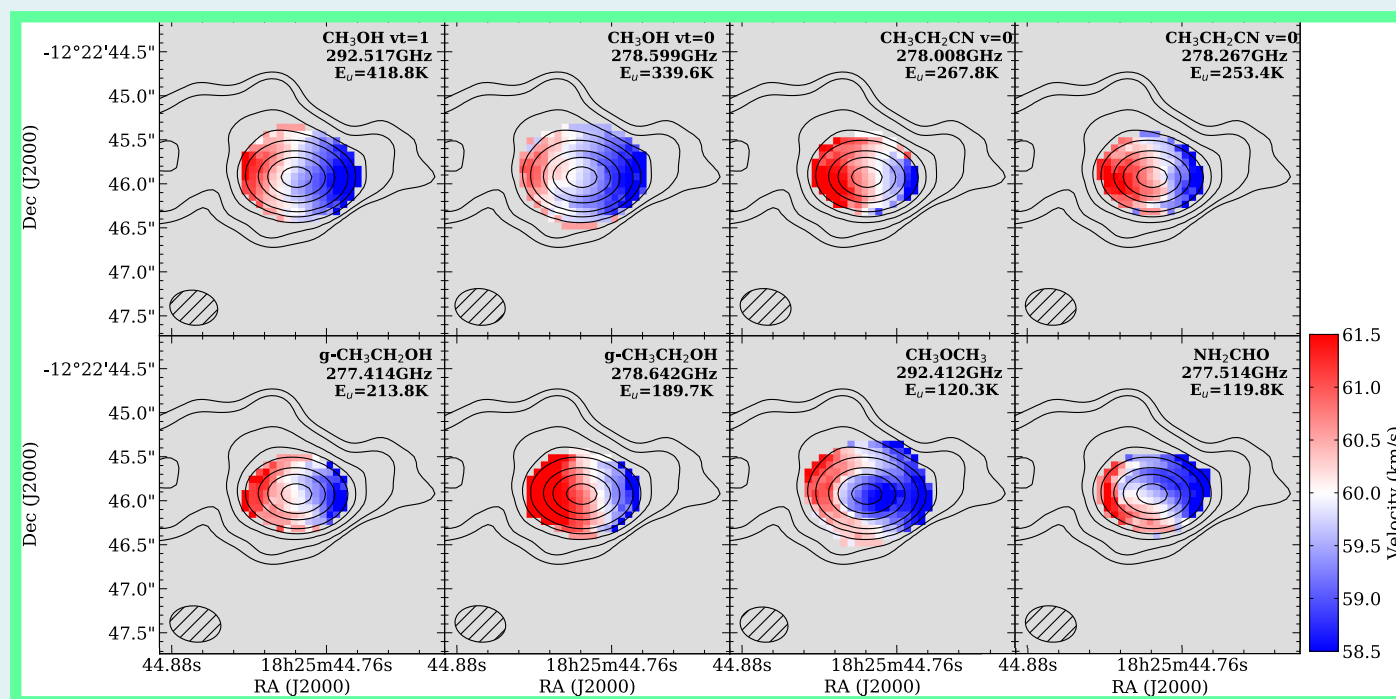 CH₃OH vt=1
292.517GHz
Eᵤ=418.8K
CH₃OH vt=0
278.599GHz
Eᵤ=339.6K
CH₃CH₂CN v=0
278.008GHz
Eᵤ=267.8K
CH₃CH₂CN v=0
278.267GHz
Eᵤ=253.4K
-12°22'44.5"
45.0"
45.5"
46.0"
46.5"
47.0"
47.5"
Dec (J2000)
g-CH₃CH₂OH
277.414GHz
Eᵤ=213.8K
g-CH₃CH₂OH
278.642GHz
Eᵤ=189.7K
CH₃OCH₃
292.412GHz
Eᵤ=120.3K
NH₂CHO
277.514GHz
Eᵤ=119.8K
-12°22'44.5"
45.0"
45.5"
46.0"
46.5"
47.0"
47.5"
Dec (J2000)
44.88s 18h25m44.76s
RA (J2000)
44.88s 18h25m44.76s
RA (J2000)
44.88s 18h25m44.76s
RA (J2000)
44.88s 18h25m44.76s
RA (J2000)
61.5
61.0
60.5
60.0
59.5
59.0
58.5
Velocity (km/s)